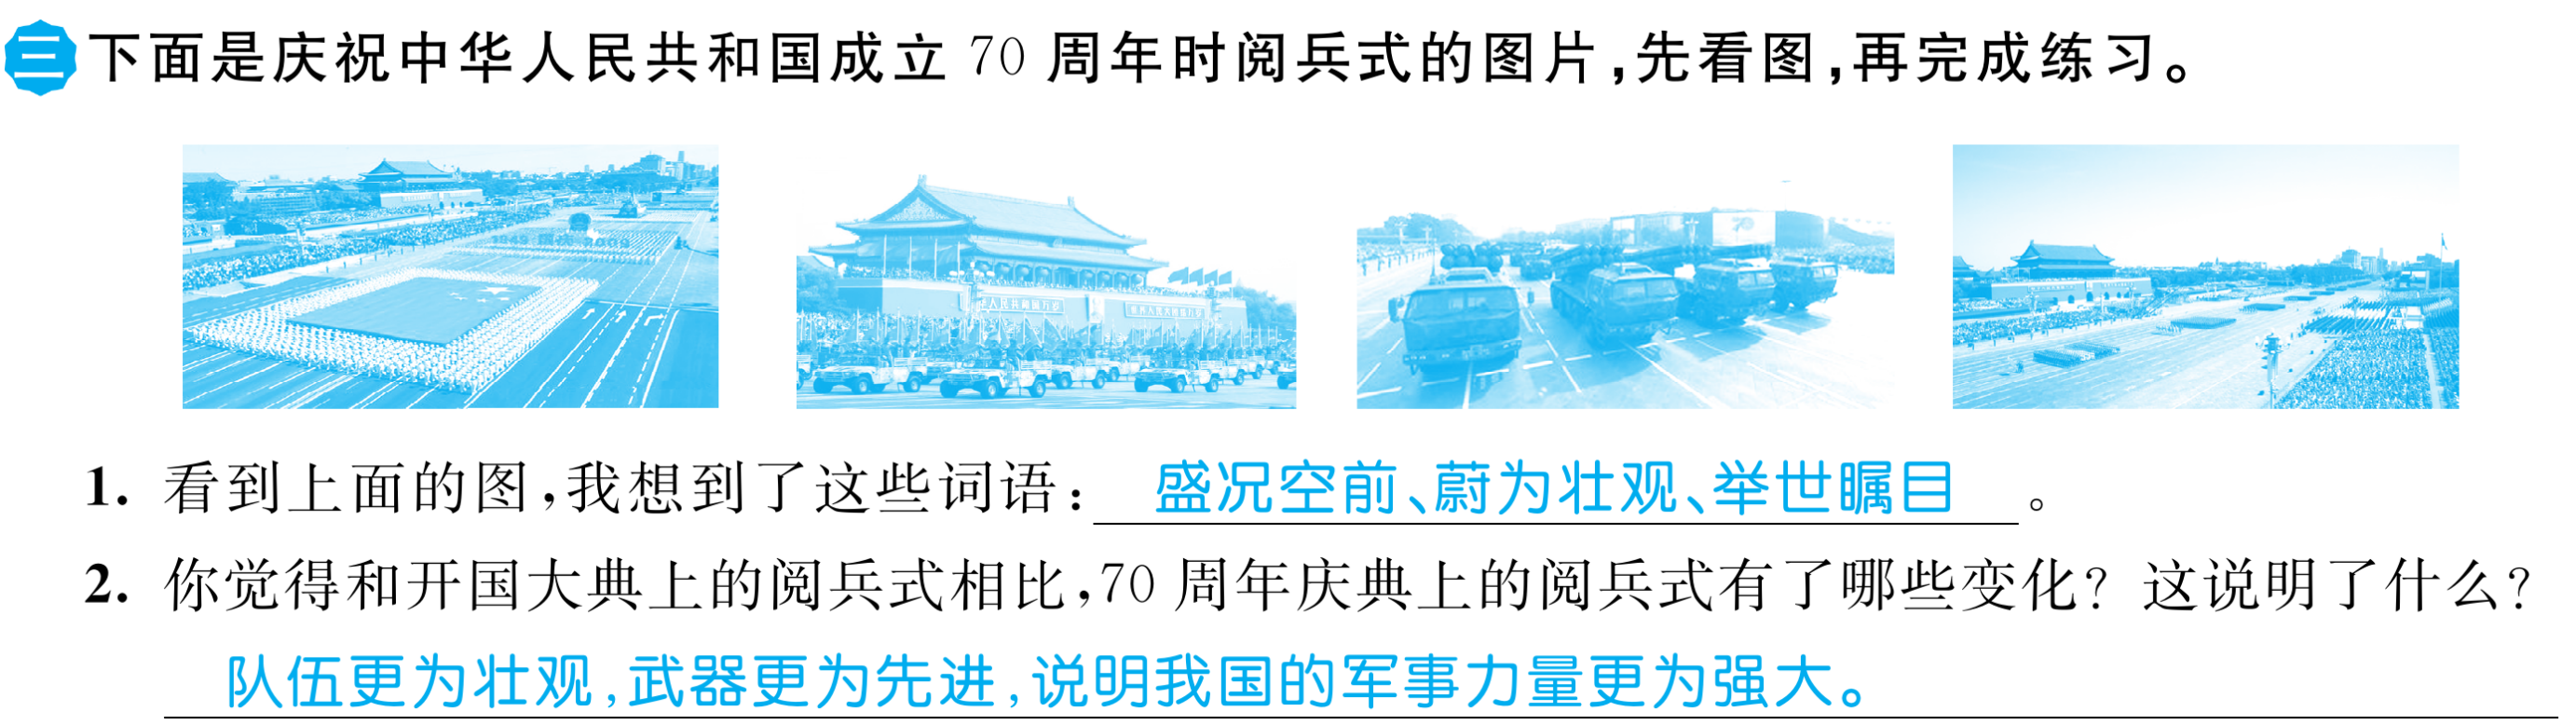 三 下面是庆祝中华人民共和国成立 70 周年时阅兵式的图片,先看图,再完成练习。
1. 看到上面的图,我想到了这些词语: 盛况空前、蔚为壮观、举世瞩目 。
2. 你觉得和开国大典上的阅兵式相比,70 周年庆典上的阅兵式有了哪些变化? 这说明了什么?
队伍更为壮观,武器更为先进,说明我国的军事力量更为强大。